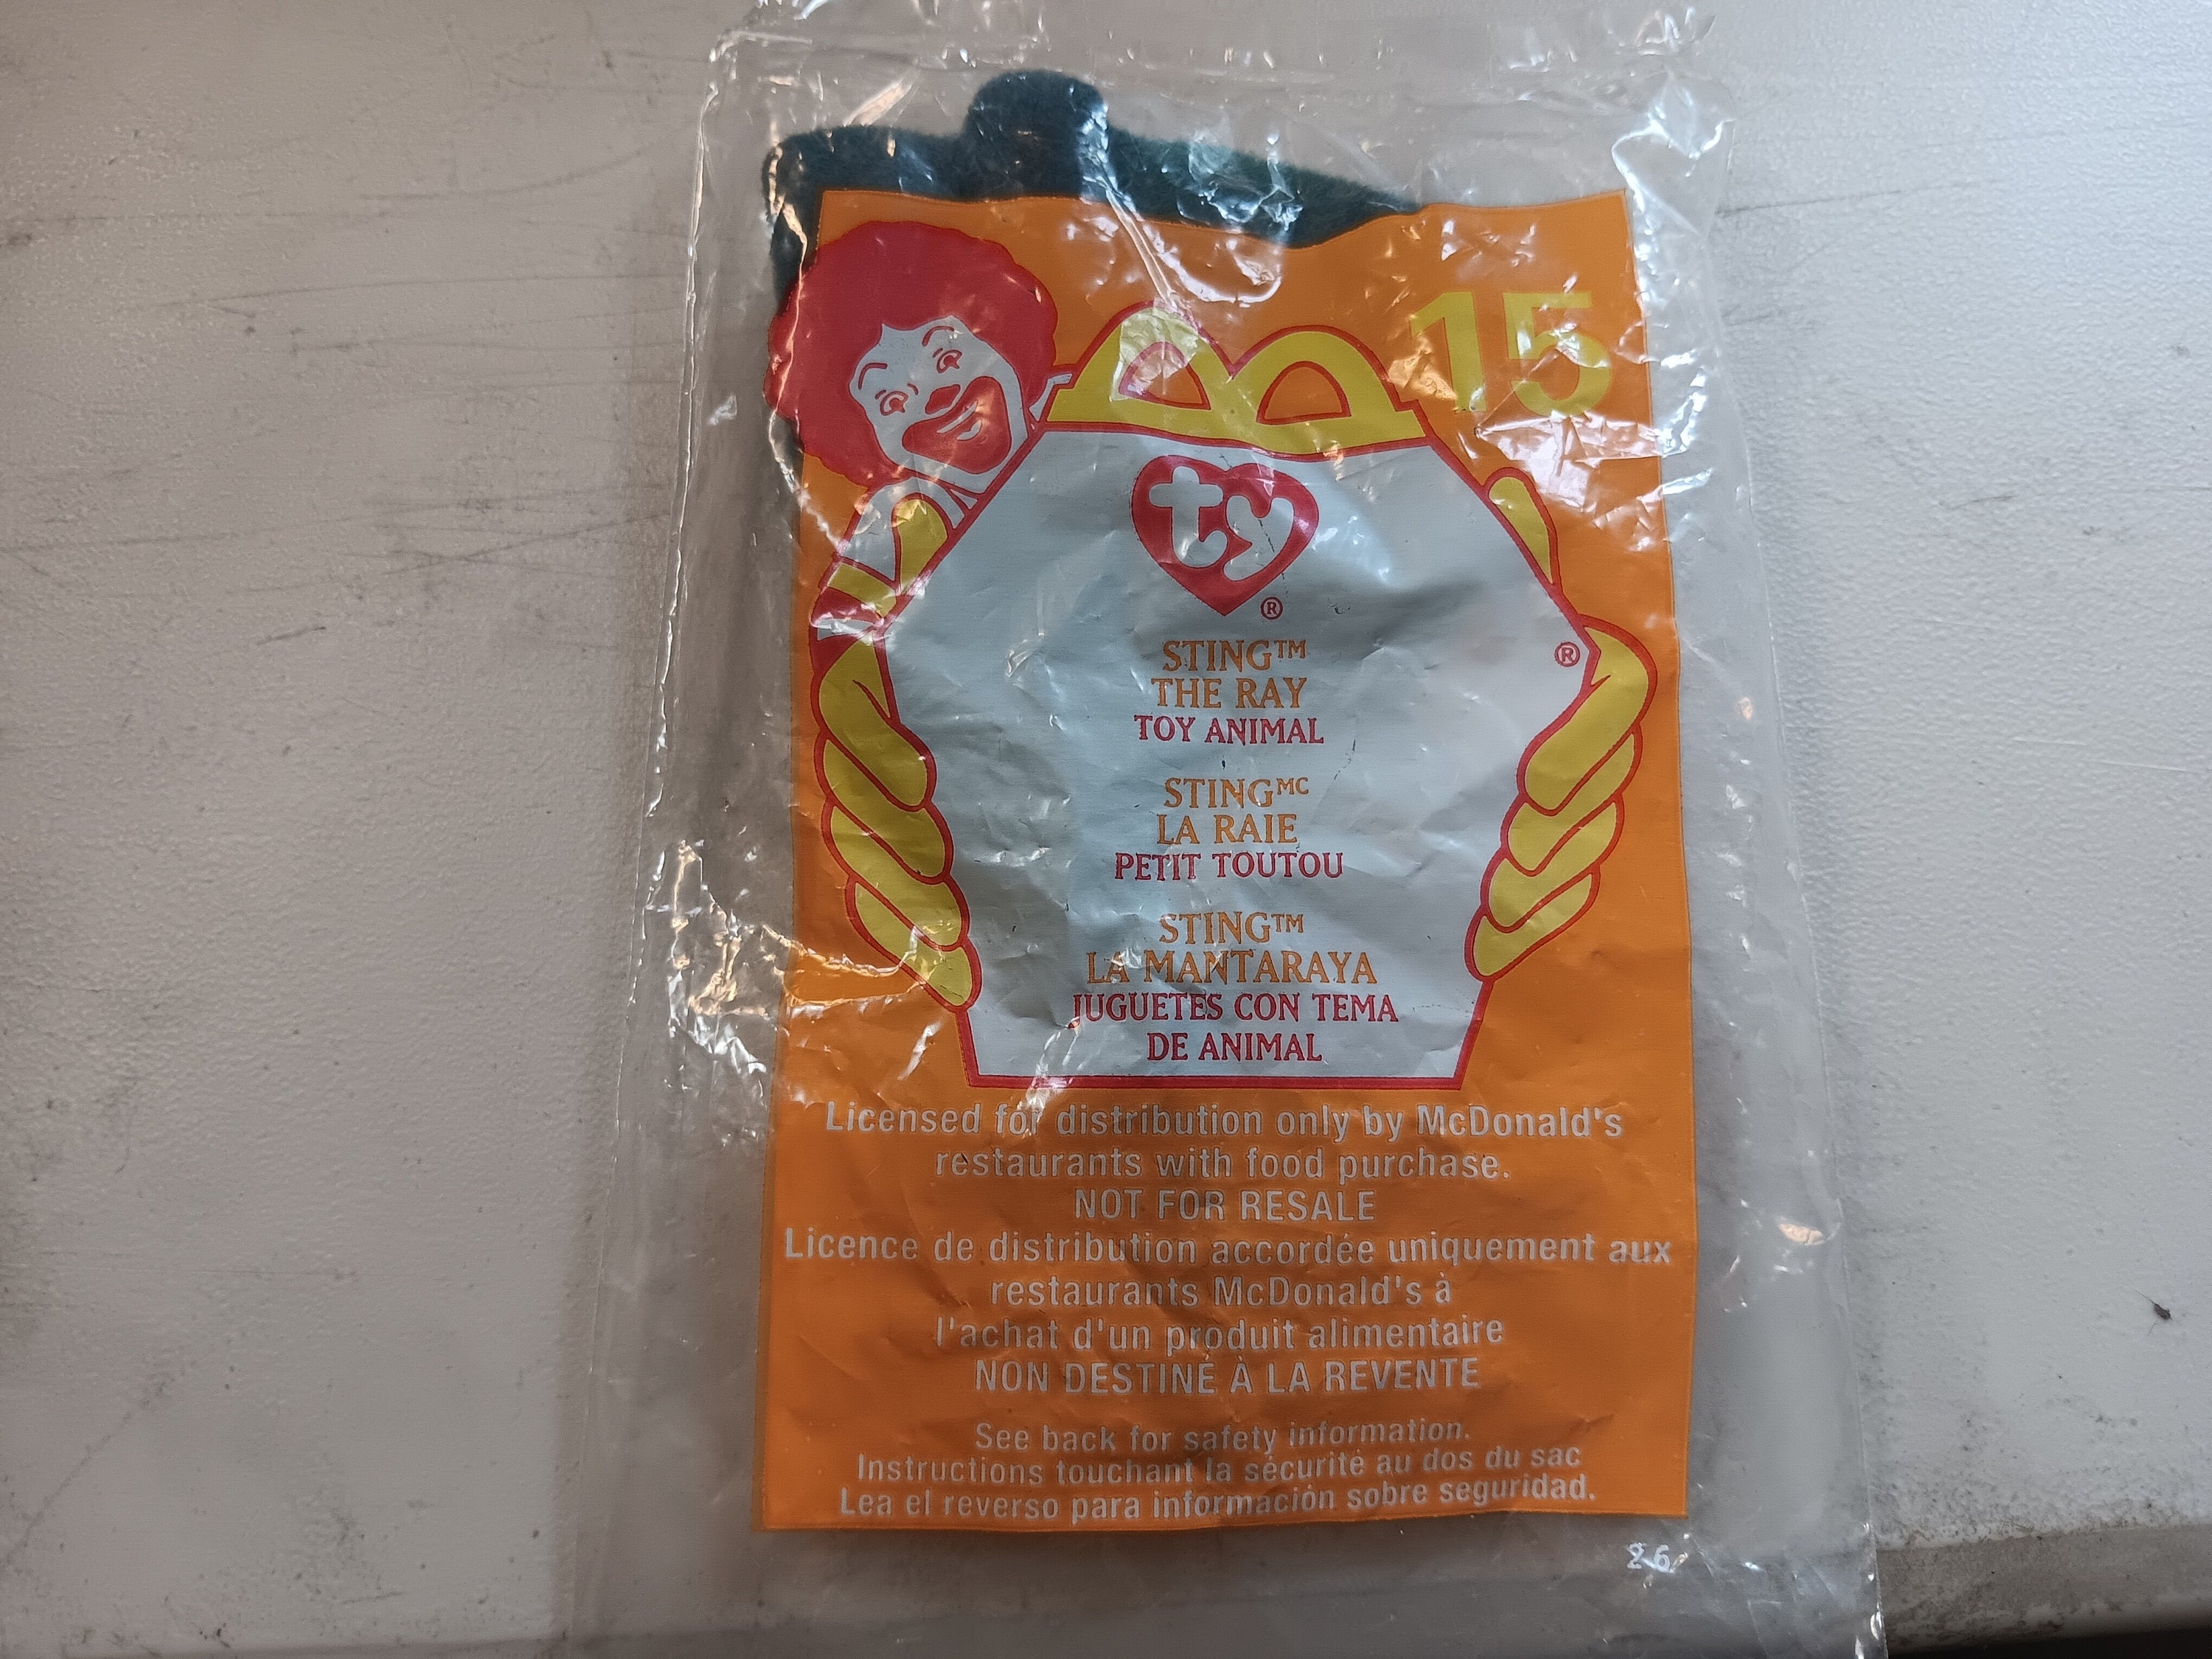 15
ty®
STING™
THE RAY
TOY ANIMAL
®
STINGMC
LA RAIE
PETIT TOUTOU
STING™
LA MANTARAYA
JUGUETES CON TEMA
DE ANIMAL
Licensed for distribution only by McDonald's
restaurants with food purchase.
NOT FOR RESALE
Licence de distribution accordée uniquement aux
restaurants McDonald's à
l'achat d'un produit alimentaire
NON DESTINÉ À LA REVENTE
See back for safety information.
Instructions touchant la sécurité au dos du sac
Lea el reverso para información sobre seguridad.
26